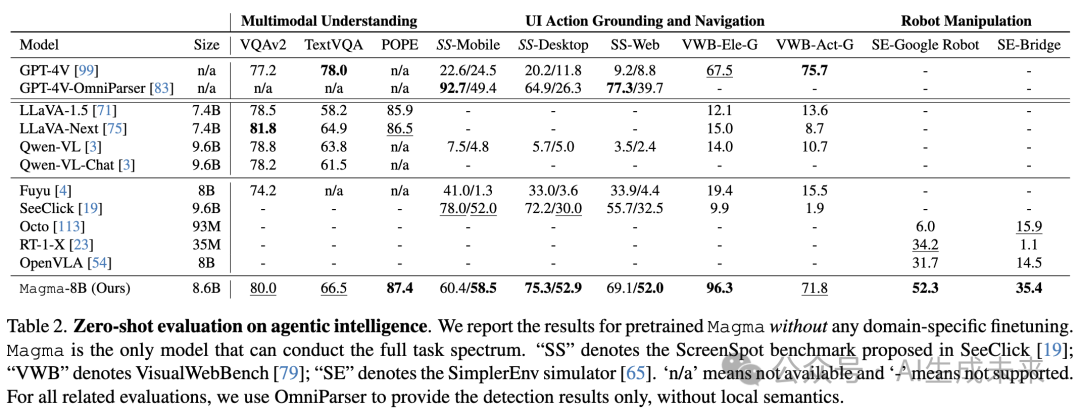 Multimodal Understanding UI Action Grounding and Navigation Robot Manipulation
Model Size VQAv2 TextVQA POPE SS-Mobile SS-Desktop SS-Web VWB-Ele-G VWB-Act-G SE-Google Robot SE-Bridge
GPT-4V [99] n/a 77.2 78.0 n/a 22.6/24.5 20.2/11.8 9.2/8.8 67.5 75.7 - -
GPT-4V-OmniParser [83] n/a n/a n/a n/a 92.7/49.4 64.9/26.3 77.3/39.7 - - - -
LLaVA-1.5 [71] 7.4B 78.5 58.2 85.9 - - - 12.1 13.6 - -
LLaVA-Next [75] 7.4B 81.8 64.9 86.5 - - - 15.0 8.7 - -
Qwen-VL [3] 9.6B 78.8 63.8 n/a 7.5/4.8 5.7/5.0 3.5/2.4 14.0 10.7 - -
Qwen-VL-Chat [3] 9.6B 78.2 61.5 n/a - - - - - - -
Fuyu [4] 8B 74.2 n/a n/a 41.0/1.3 33.0/3.6 33.9/4.4 19.4 15.5 - -
SeeClick [19] 9.6B - - - 78.0/52.0 72.2/30.0 55.7/32.5 9.9 1.9 - -
Octo [113] 93M - - - - - - - - 6.0 15.9
RT-1-X [23] 35M - - - - - - - - 34.2 1.1
OpenVLA [54] 8B - - - - - - - - 31.7 14.5
Magma-8B (Ours) 8.6B 80.0 66.5 87.4 60.4/58.5 75.3/52.9 69.1/52.0 96.3 71.8 52.3 35.4
Table 2. Zero-shot evaluation on agentic intelligence. We report the results for pretrained Magma without any domain-specific finetuning.
Magma is the only model that can conduct the full task spectrum. “SS” denotes the ScreenSpot benchmark proposed in SeeClick [19];
“VWB” denotes VisualWebBench [79]; “SE” denotes the SimplerEnv simulator [65]. ‘n/a’ means not available and ‘-’ means not supported.
For all related evaluations, we use OmniParser to provide the detection results only, without local semantics.
公众号 · AI生成未来